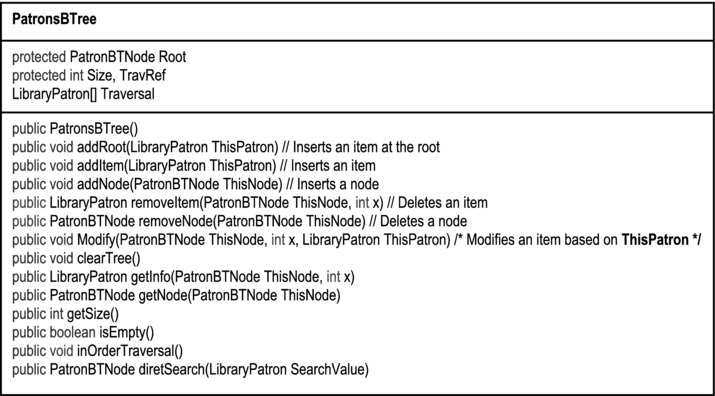 PatronsBTree
protected PatronBTNode Root
protected int Size, TravRef
LibraryPatron[] Traversal
public PatronsBTree()
public void addRoot(LibraryPatron ThisPatron) // Inserts an item at the root
public void addItem(LibraryPatron ThisPatron) // Inserts an item
public void addNode(PatronBTNode ThisNode) // Inserts a node
public LibraryPatron removeItem(PatronBTNode ThisNode, int x) // Deletes an item
public PatronBTNode removeNode(PatronBTNode ThisNode) // Deletes a node
public void Modify(PatronBTNode ThisNode, int x, LibraryPatron ThisPatron) /* Modifies an item based on ThisPatron */
public void clearTree()
public LibraryPatron getInfo(PatronBTNode ThisNode, int x)
public PatronBTNode getNode(PatronBTNode ThisNode)
public int getSize()
public boolean isEmpty()
public void inOrderTraversal()
public PatronBTNode diretSearch(LibraryPatron SearchValue)